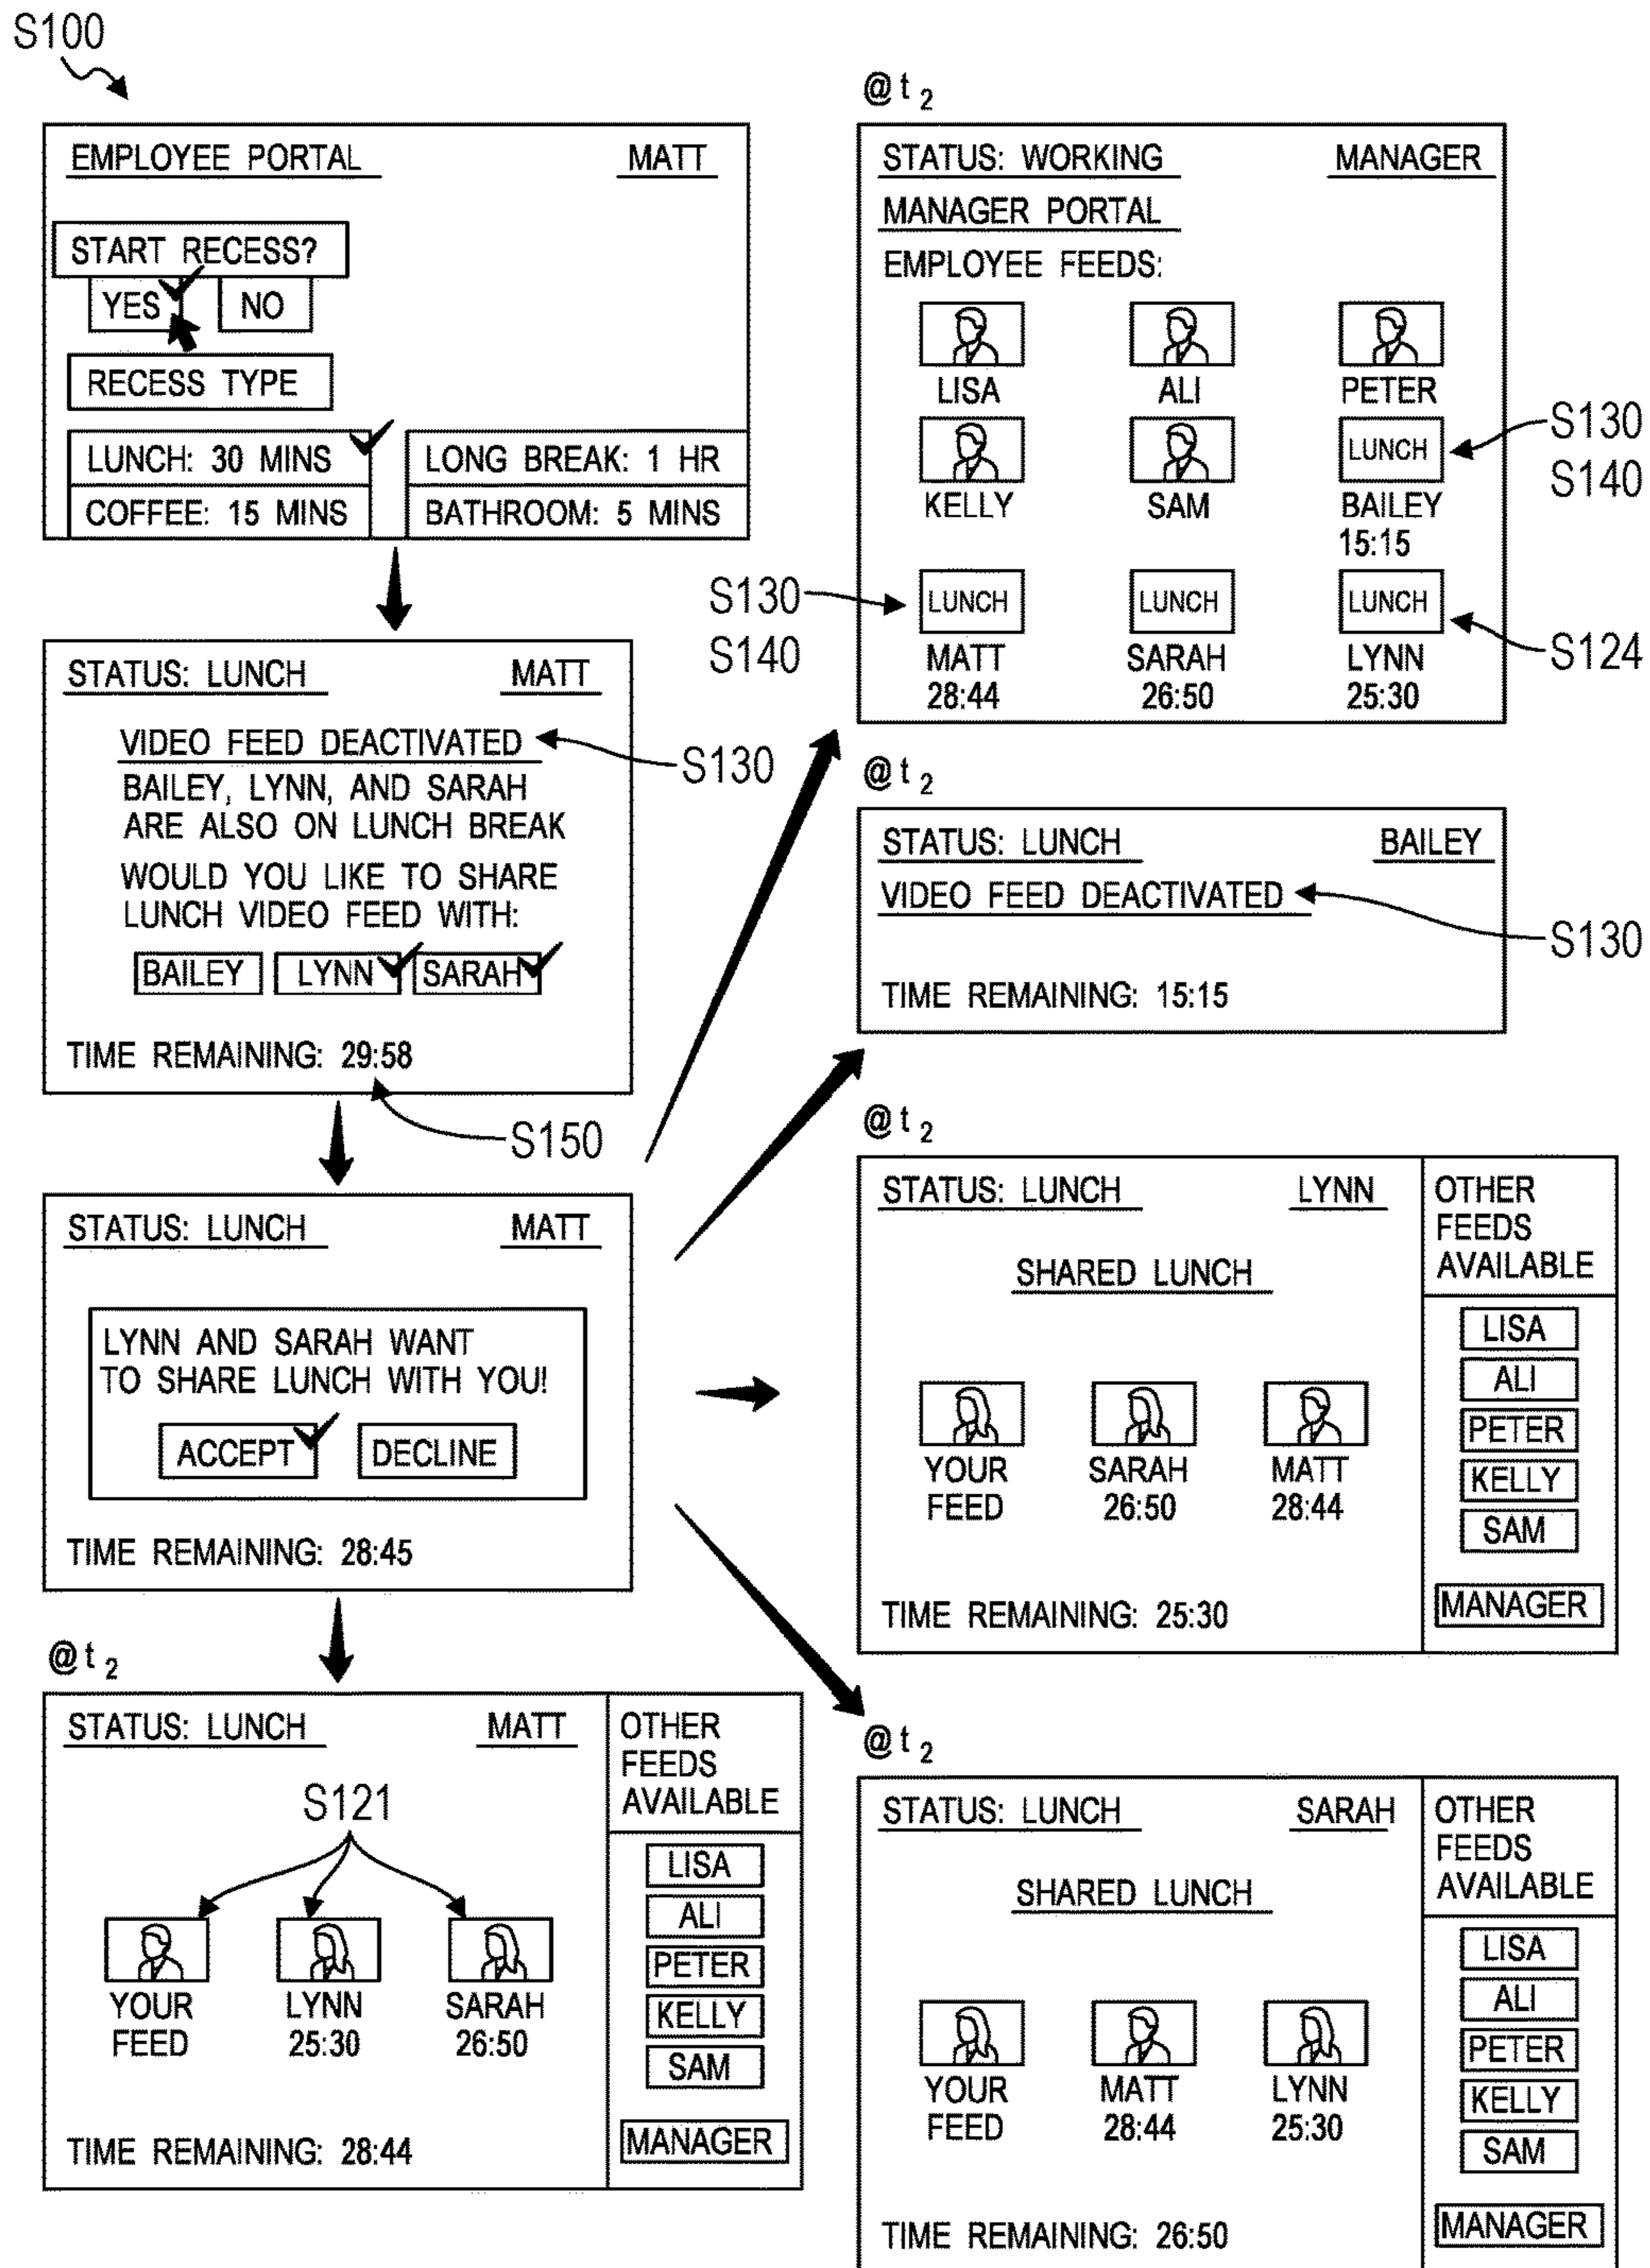 S100
EMPLOYEE PORTAL MATT
START RECESS?
YES NO
RECESS TYPE
LUNCH: 30 MINS LONG BREAK: 1 HR
COFFEE: 15 MINS BATHROOM: 5 MINS
STATUS: LUNCH MATT
VIDEO FEED DEACTIVATED
S130
BAILEY, LYNN, AND SARAH
ARE ALSO ON LUNCH BREAK
WOULD YOU LIKE TO SHARE
LUNCH VIDEO FEED WITH:
BAILEY LYNN SARAH
TIME REMAINING: 29:58
S150
STATUS: LUNCH MATT
LYNN AND SARAH WANT
TO SHARE LUNCH WITH YOU!
ACCEPT DECLINE
TIME REMAINING: 28:45
@t2
STATUS: LUNCH MATT
S121
YOUR LYNN SARAH
FEED 25:30 26:50
TIME REMAINING: 28:44
OTHER
FEEDS
AVAILABLE
LISA
ALI
PETER
KELLY
SAM
MANAGER
@t2
STATUS: WORKING MANAGER
MANAGER PORTAL
EMPLOYEE FEEDS:
LISA ALI PETER
LUNCH
S130
S140
KELLY SAM BAILEY
15:15
S130
S140
LUNCH LUNCH LUNCH
S124
MATT SARAH LYNN
28:44 26:50 25:30
@t2
STATUS: LUNCH BAILEY
VIDEO FEED DEACTIVATED
S130
TIME REMAINING: 15:15
@t2
STATUS: LUNCH LYNN
SHARED LUNCH
YOUR SARAH MATT
FEED 26:50 28:44
TIME REMAINING: 25:30
OTHER
FEEDS
AVAILABLE
LISA
ALI
PETER
KELLY
SAM
MANAGER
@t2
STATUS: LUNCH SARAH
SHARED LUNCH
YOUR MATT LYNN
FEED 28:44 25:30
TIME REMAINING: 26:50
OTHER
FEEDS
AVAILABLE
LISA
ALI
PETER
KELLY
SAM
MANAGER